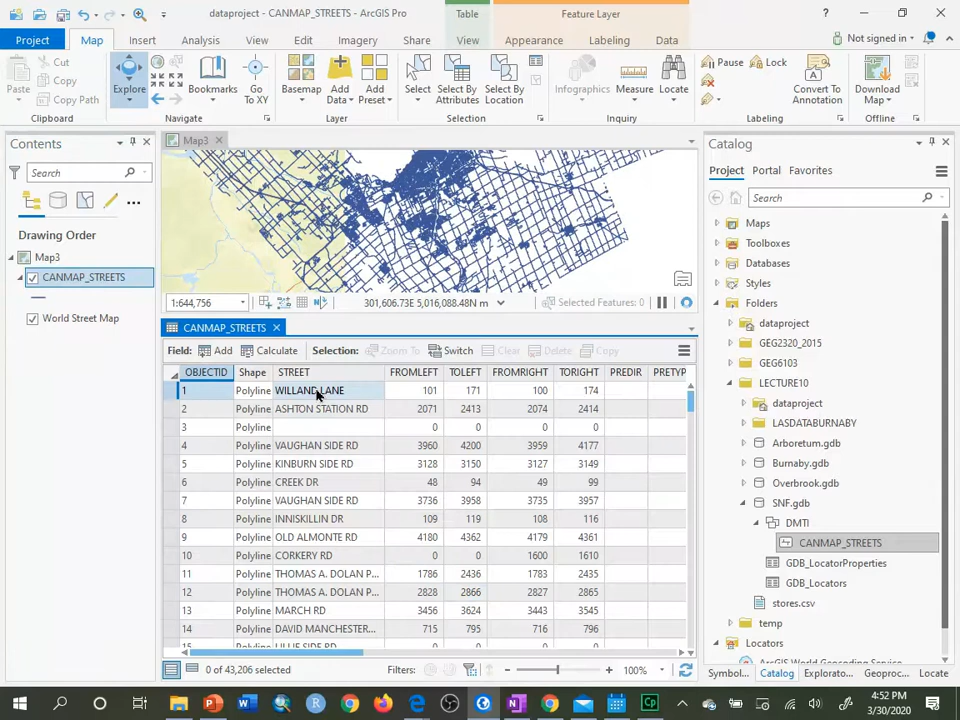 dataproject - CANMAP_STREETS - ArcGIS Pro
Table
Feature Layer
?
Project
Map
Insert
Analysis
View
Edit
Imagery
Share
View
Appearance
Labeling
Data
Not signed in
Paste
Cut
Copy
Copy Path
Clipboard
Explore
Bookmarks
Go
To XY
Navigate
Basemap
Add
Data
Add
Preset
Layer
Select
Select By
Attributes
Select By
Location
Selection
Infographics
Measure
Locate
Inquiry
Pause
Lock
Convert To
Annotation
Labeling
Download
Map
Offline
Contents
Search
Drawing Order
Map3
CANMAP_STREETS
World Street Map
Map3
1:644,756
301,606.73E 5,016,088.48N m
Selected Features: 0
CANMAP_STREETS
Field: Add Calculate Selection: Zoom To Switch Clear Delete Copy
OBJECTID Shape STREET FROMLEFT TOLEFT FROMRIGHT TORIGHT PREDIR PRETYP
1 Polyline WILLAND LANE 101 171 100 174
2 Polyline ASHTON STATION RD 2071 2413 2074 2414
3 Polyline 0 0 0 0
4 Polyline VAUGHAN SIDE RD 3960 4200 3959 4177
5 Polyline KINBURN SIDE RD 3128 3150 3127 3149
6 Polyline CREEK DR 48 94 49 99
7 Polyline VAUGHAN SIDE RD 3736 3958 3735 3957
8 Polyline INNISKILLIN DR 109 119 108 116
9 Polyline OLD ALMONTE RD 4180 4362 4179 4361
10 Polyline CORKERY RD 0 0 1600 1610
11 Polyline THOMAS A. DOLAN P... 1786 2436 1783 2435
12 Polyline THOMAS A. DOLAN P... 2828 2866 2827 2865
13 Polyline MARCH RD 3456 3624 3443 3545
14 Polyline DAVID MANCHESTER... 715 795 716 796
0 of 43,206 selected
Filters:
100%
Catalog
Project
Portal
Favorites
Search
Maps
Toolboxes
Databases
Styles
Folders
dataproject
GEG2320_2015
GEG6103
LECTURE10
dataproject
LASDATABURNABY
Arboretum.gdb
Burnaby.gdb
Overbrook.gdb
SNF.gdb
DMTI
CANMAP_STREETS
GDB_LocatorProperties
GDB_Locators
stores.csv
temp
Locators
ArcGIS World Geocoding Service
Symbol...
Catalog
Explorato...
Geoproc...
Locate
4:52 PM
3/30/2020